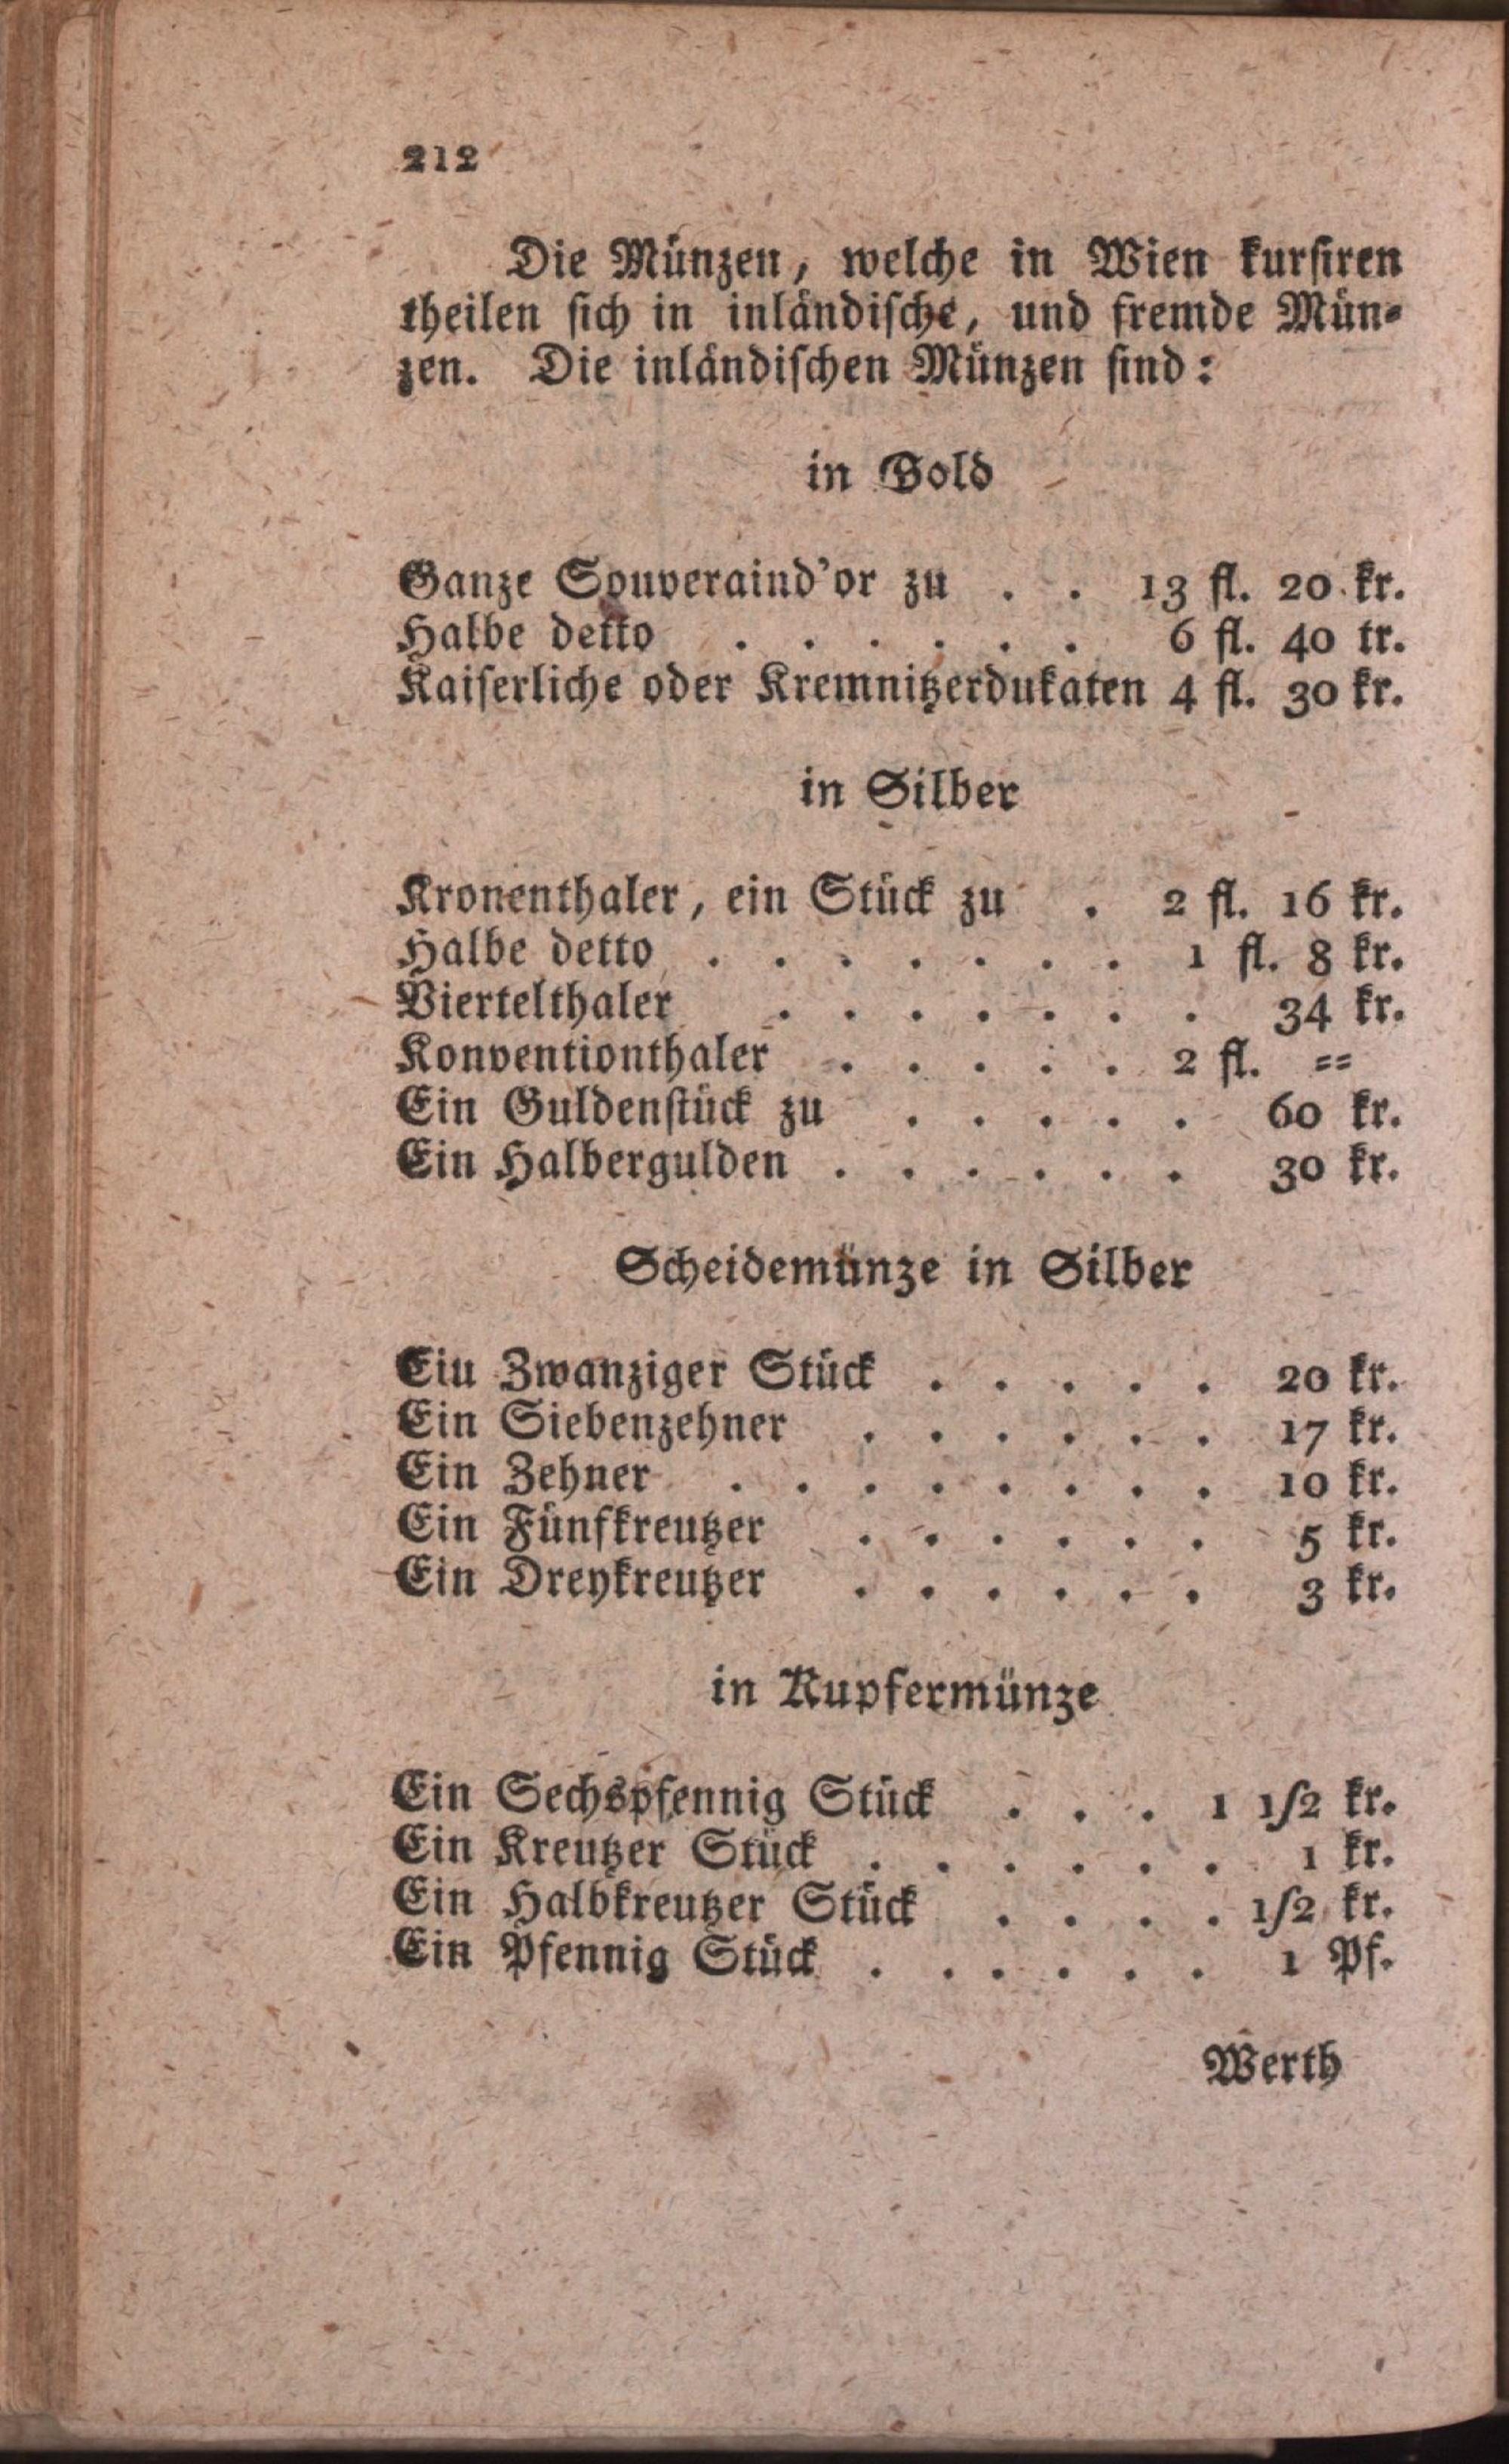 212
Die Münzen, welche in Wien kursiren
theilen sich in inländische, und fremde Mün-
zen. Die inländischen Münzen sind:
in Gold
Ganze Souveraind'or zu . . 13 fl. 20 kr.
Halbe detto . . . . . . 6 fl. 40 kr.
Kaiserliche oder Kremnitzerdukaten 4 fl. 30 kr.
in Silber
Kronenthaler, ein Stück zu . 2 fl. 16 kr.
Halbe detto . . . . . . . 1 fl. 8 kr.
Viertelthaler . . . . . . . 34 kr.
Konventionthaler . . . . . 2 fl. ==
Ein Guldenstück zu . . . . . 60 kr.
Ein Halbergulden . . . . . . 30 kr.
Scheidemünze in Silber
Eiu Zwanziger Stück . . . . . 20 kr.
Ein Siebenzehner . . . . . . 17 kr.
Ein Zehner . . . . . . . . 10 kr.
Ein Fünfkreutzer . . . . . . 5 kr.
Ein Dreykreutzer . . . . . . 3 kr.
in Kupfermünze
Ein Sechspfennig Stück . . . 1 1/2 kr.
Ein Kreutzer Stück . . . . . . 1 kr.
Ein Halbkreutzer Stück . . . . 1/2 kr.
Ein Pfennig Stück . . . . . . 1 Pf.
Werth